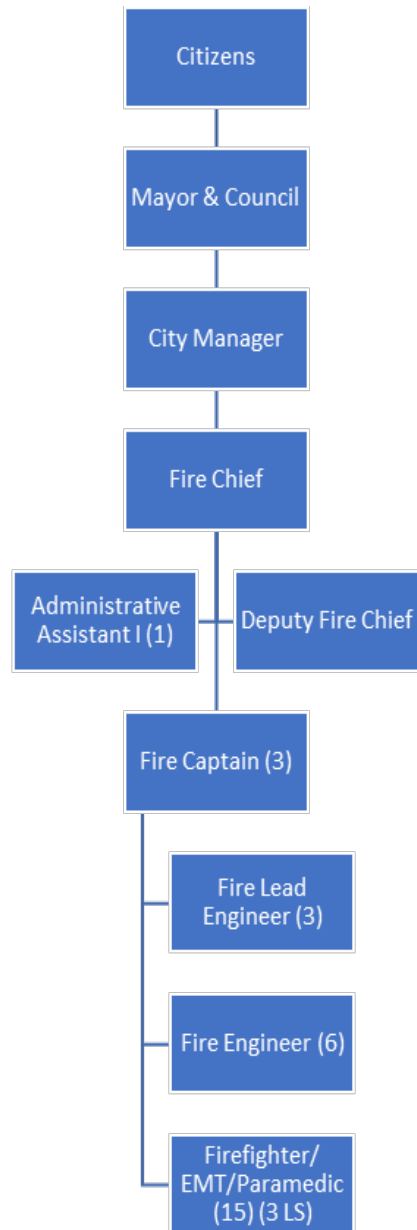 Citizens
Mayor & Council
City Manager
Fire Chief
Administrative
Assistant I (1)
Deputy Fire Chief
Fire Captain (3)
Fire Lead
Engineer (3)
Fire Engineer (6)
Firefighter/
EMT/Paramedic
(15) (3 LS)